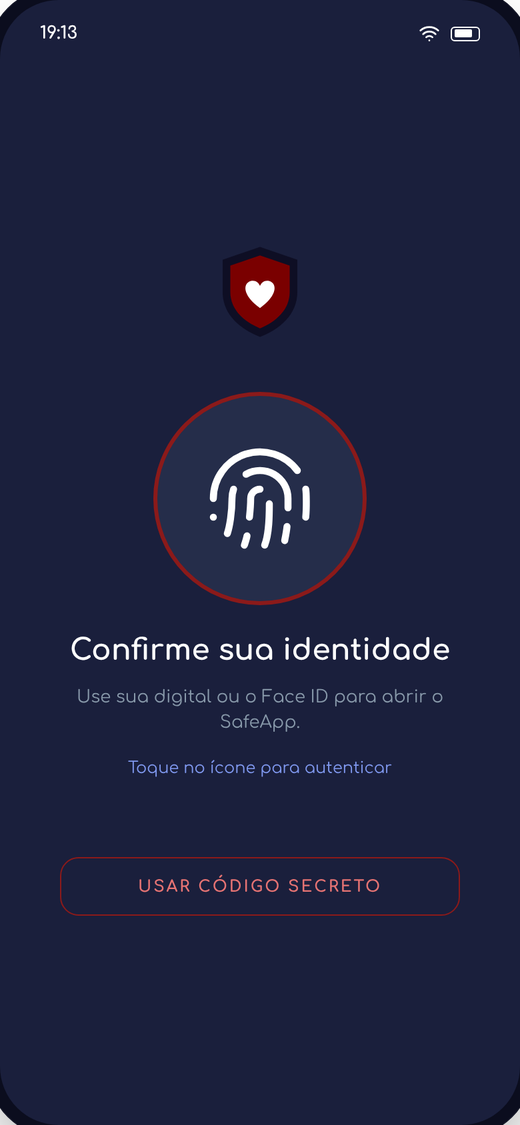 19:13
Confirme sua identidade
Use sua digital ou o Face ID para abrir o
SafeApp.
Toque no ícone para autenticar
USAR CÓDIGO SECRETO